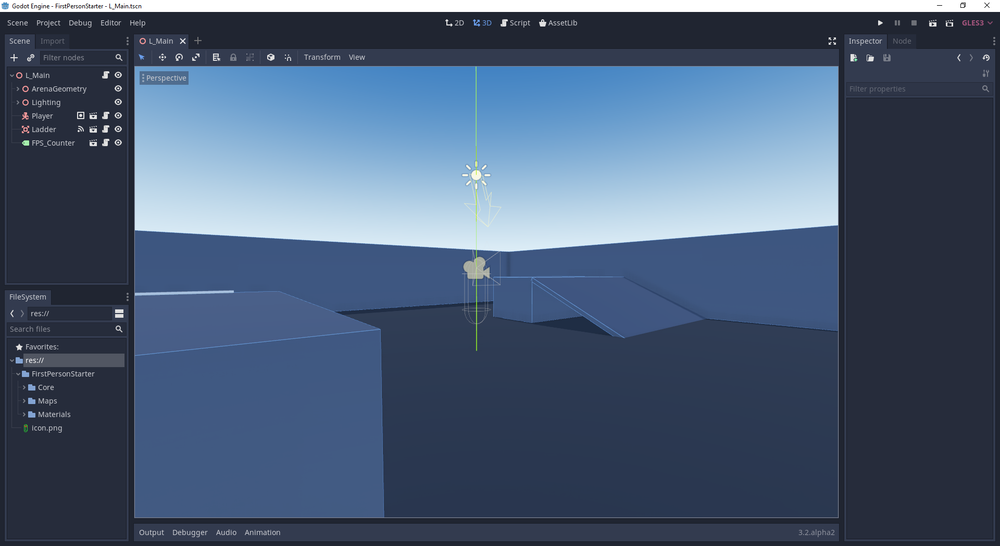 Godot Engine - FirstPersonStarter - L_Main.tscn
Scene Project Debug Editor Help
2D 3D Script AssetLib
GLES3
Scene Import
Filter nodes
L_Main
ArenaGeometry
Lighting
Player
Ladder
FPS_Counter
FileSystem
res://
Search files
Favorites:
res://
FirstPersonStarter
Core
Maps
Materials
icon.png
L_Main
Transform View
Perspective
Output Debugger Audio Animation
3.2.alpha2
Inspector Node
Filter properties